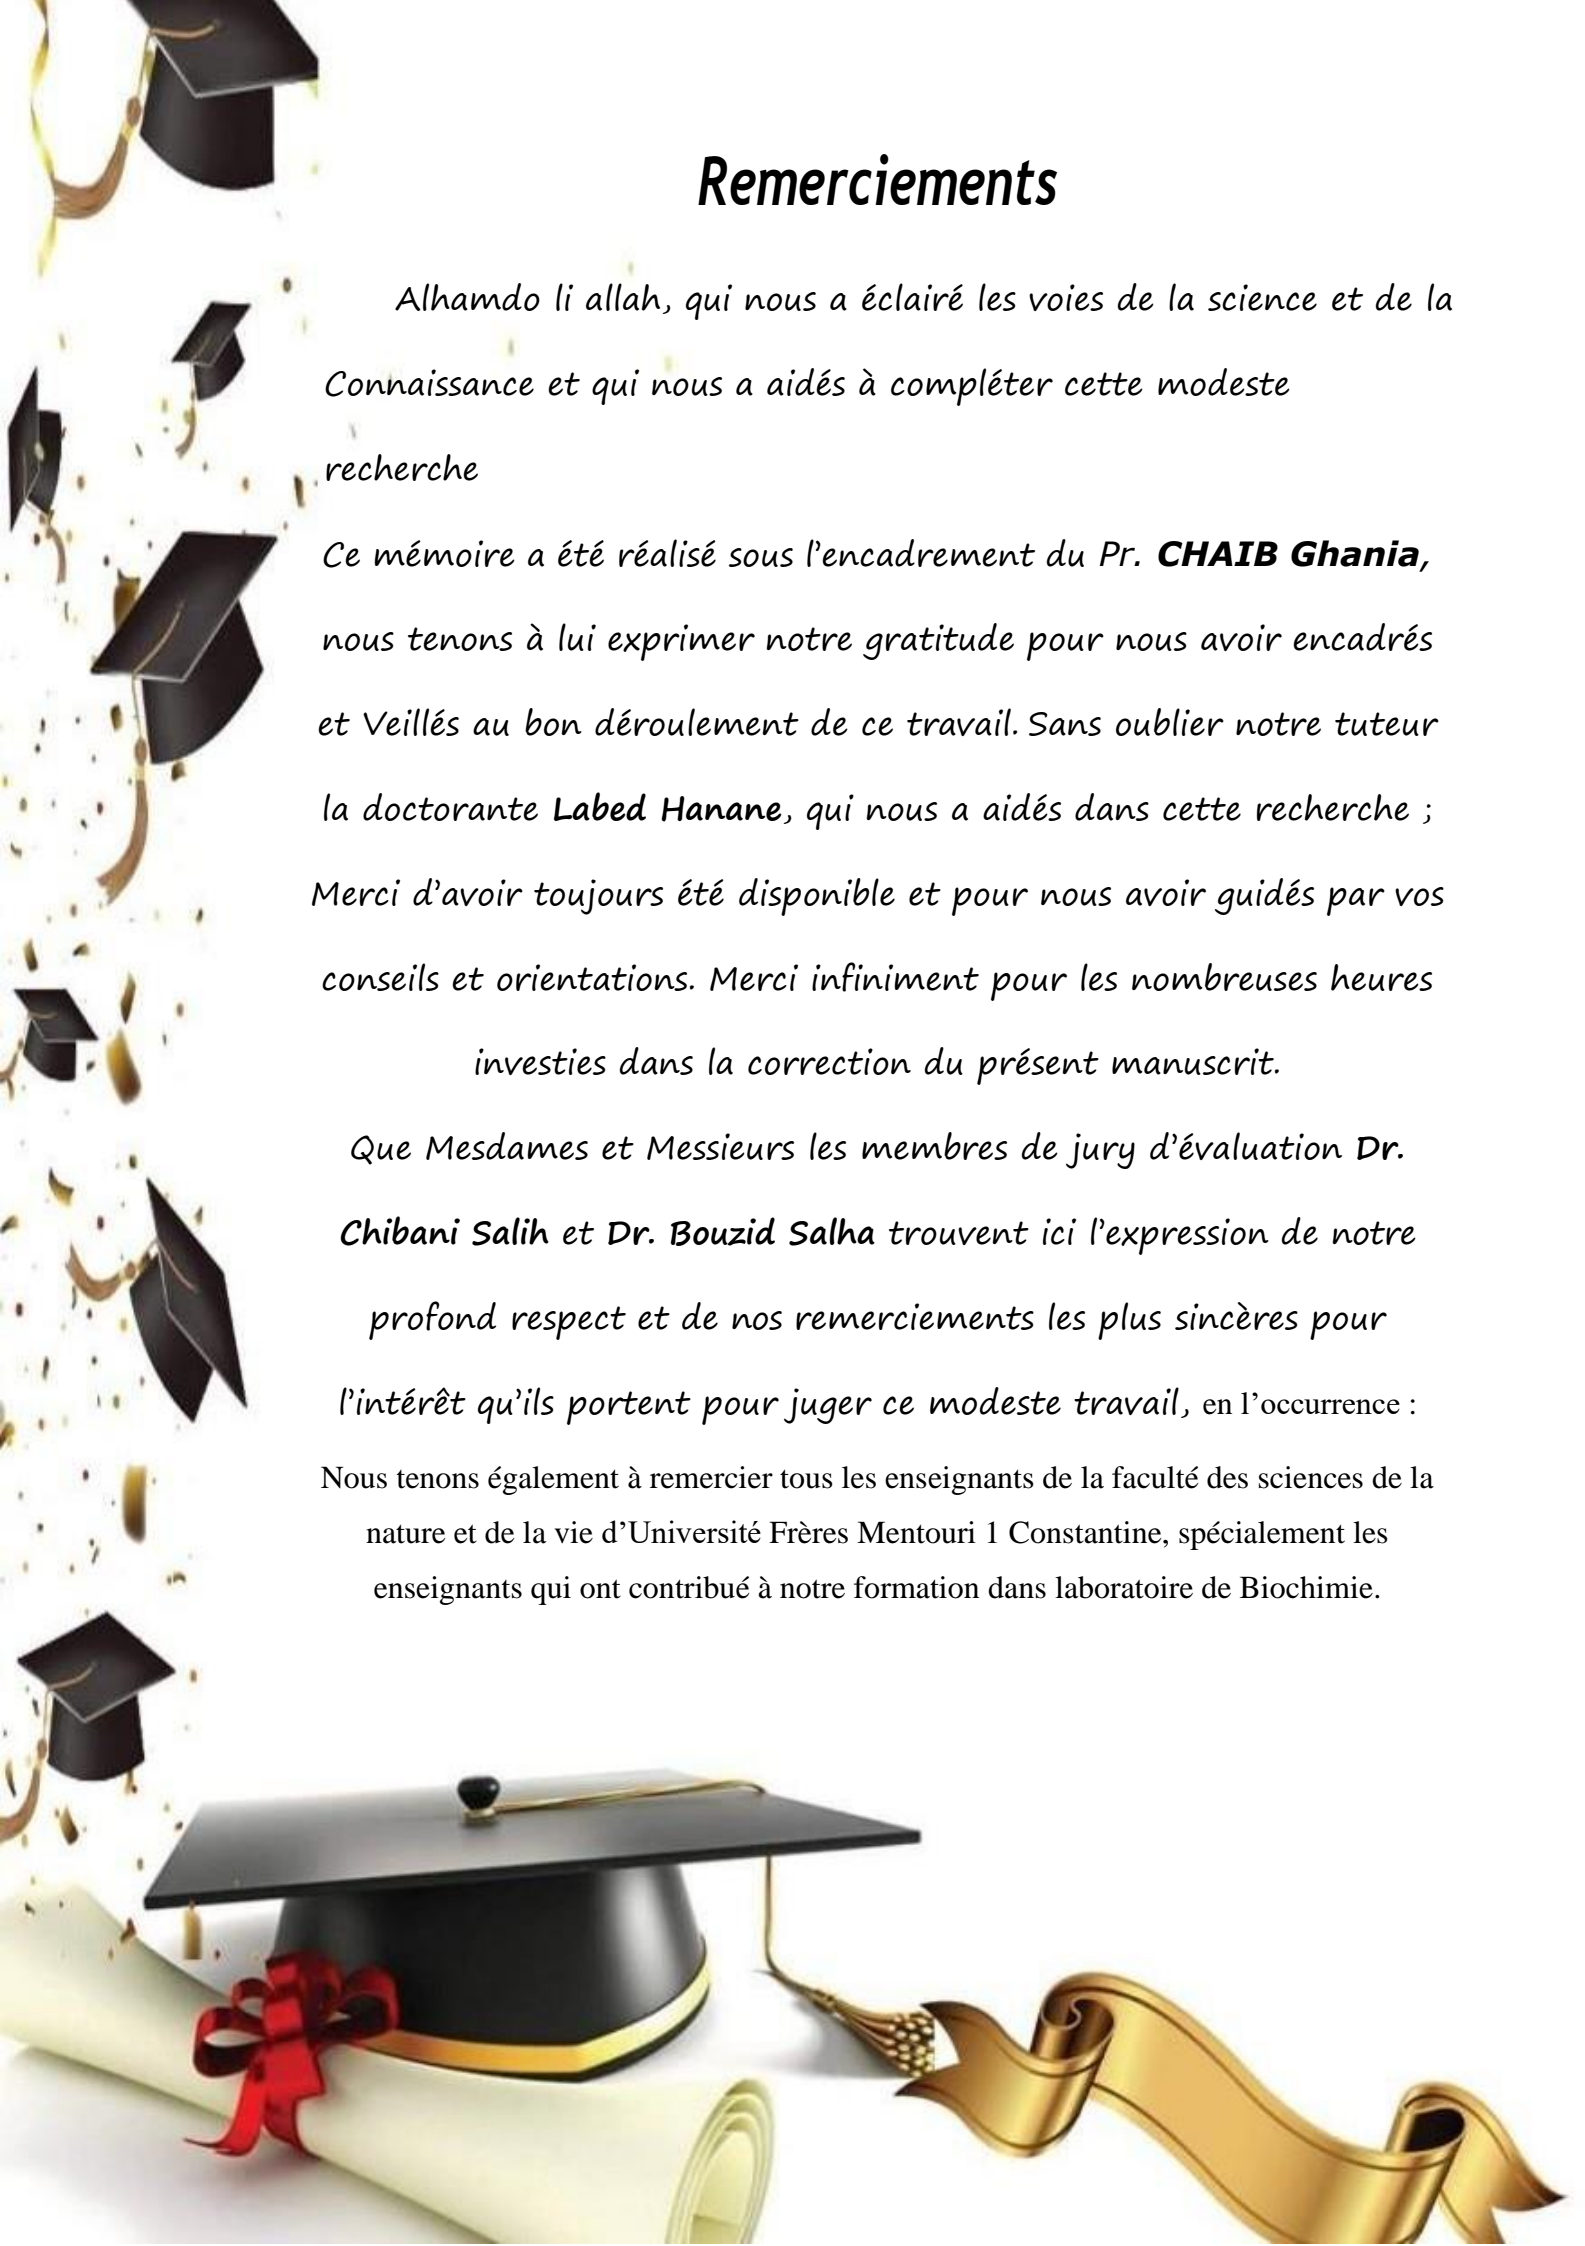 Remerciements
Alhamdo li allah, qui nous a éclairé les voies de la science et de la
Connaissance et qui nous a aidés à compléter cette modeste
recherche
Ce mémoire a été réalisé sous l’encadrement du Pr. CHAIB Ghania,
nous tenons à lui exprimer notre gratitude pour nous avoir encadrés
et Veillés au bon déroulement de ce travail. Sans oublier notre tuteur
la doctorante Labed Hanane, qui nous a aidés dans cette recherche ;
Merci d’avoir toujours été disponible et pour nous avoir guidés par vos
conseils et orientations. Merci infiniment pour les nombreuses heures
investies dans la correction du présent manuscrit.
Que Mesdames et Messieurs les membres de jury d’évaluation Dr.
Chibani Salih et Dr. Bouzid Salha trouvent ici l’expression de notre
profond respect et de nos remerciements les plus sincères pour
l’intérêt qu’ils portent pour juger ce modeste travail, en l’occurrence :
Nous tenons également à remercier tous les enseignants de la faculté des sciences de la
nature et de la vie d’Université Frères Mentouri 1 Constantine, spécialement les
enseignants qui ont contribué à notre formation dans laboratoire de Biochimie.